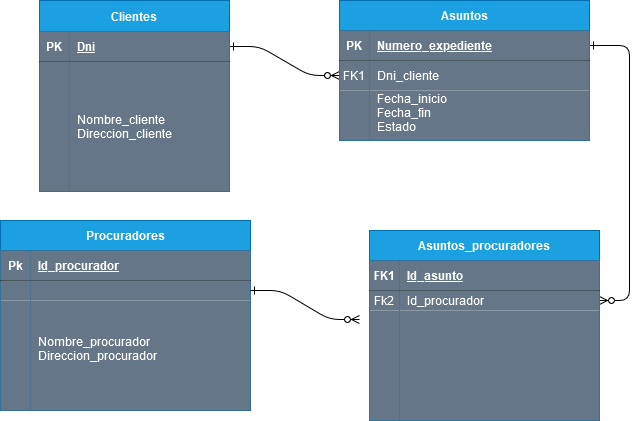 Clientes
PK Dni
Nombre_cliente
Direccion_cliente
Asuntos
PK Numero_expediente
FK1 Dni_cliente
Fecha_inicio
Fecha_fin
Estado
Procuradores
Pk Id_procurador
Nombre_procurador
Direccion_procurador
Asuntos_procuradores
FK1 Id_asunto
Fk2 Id_procurador